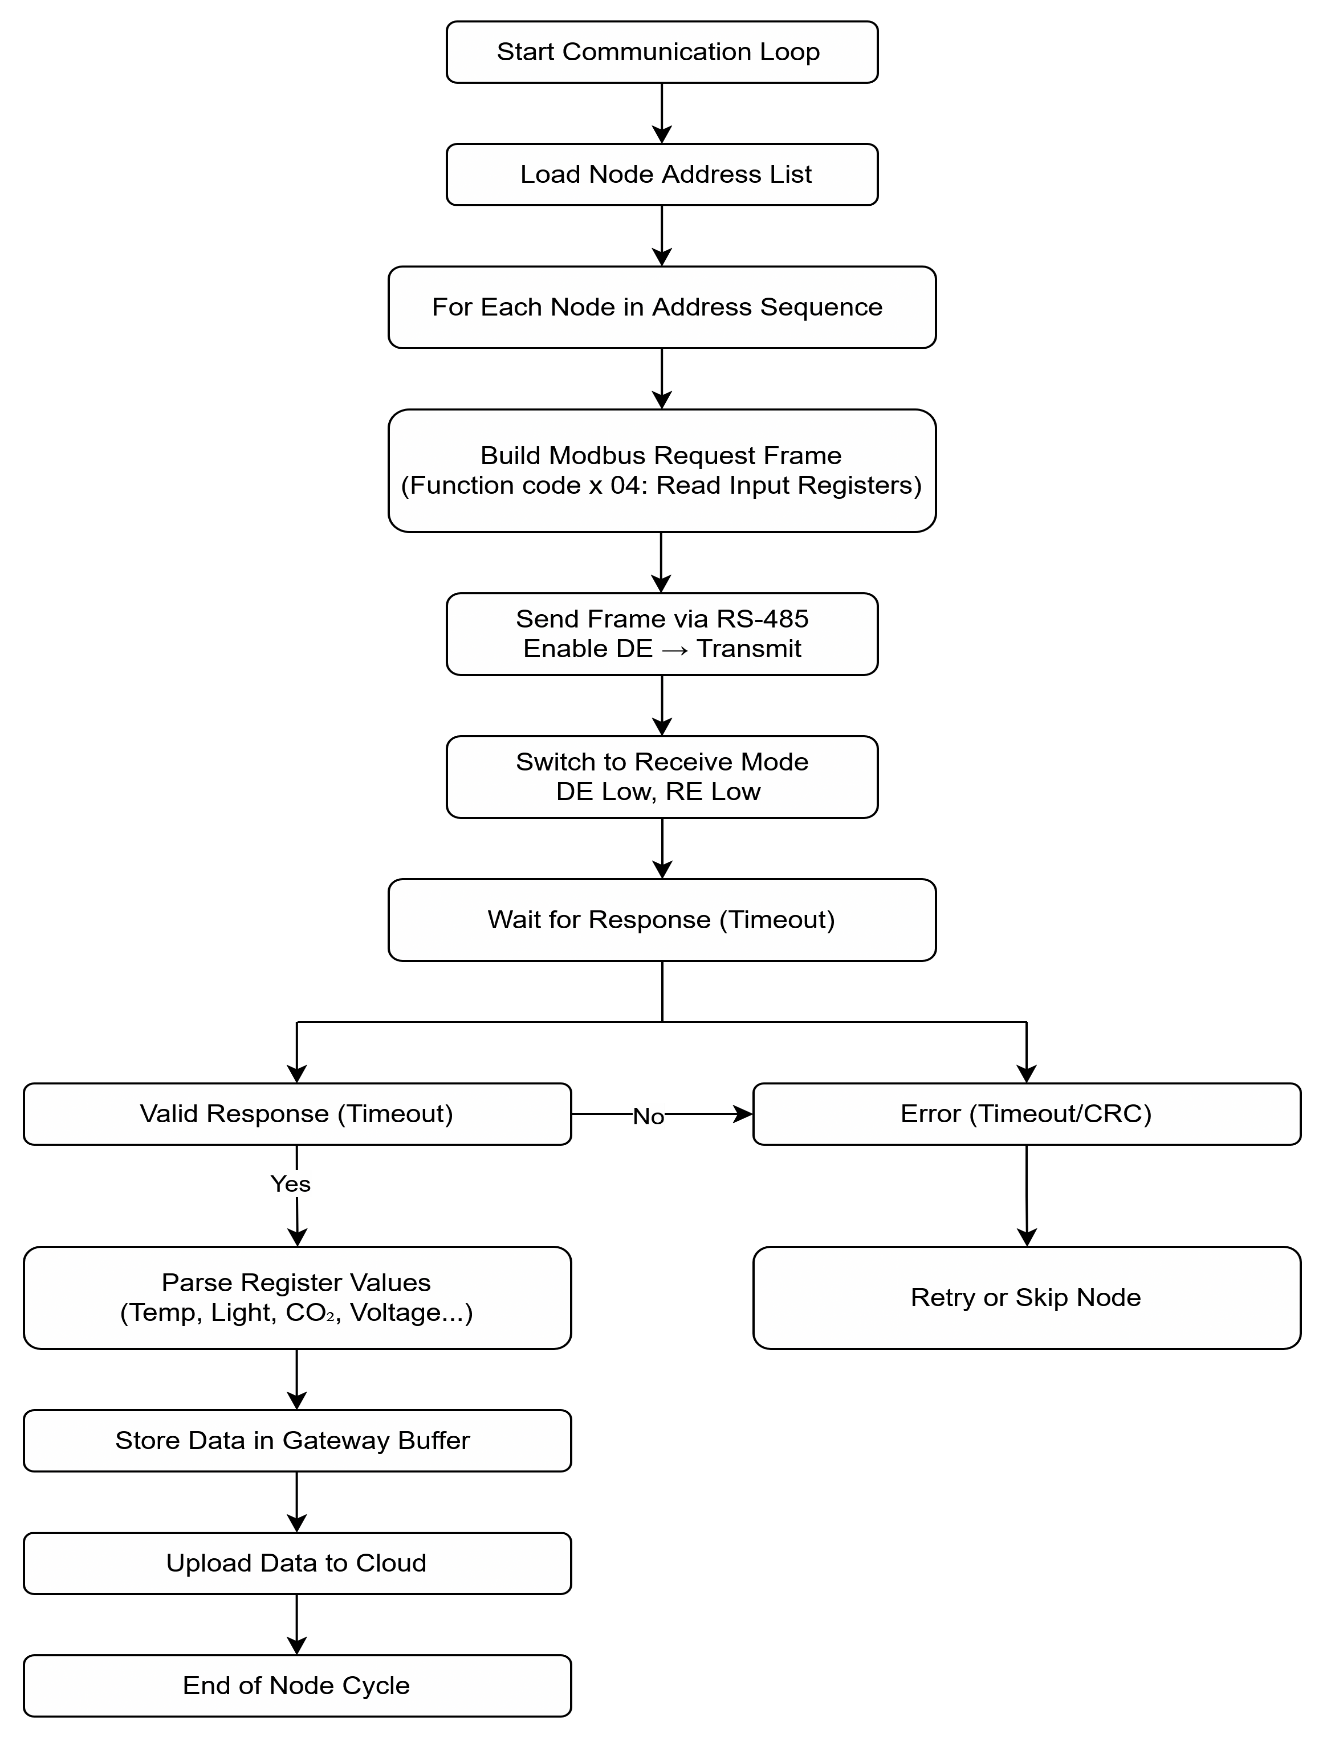 Start Communication Loop
Load Node Address List
For Each Node in Address Sequence
Build Modbus Request Frame
(Function code x 04: Read Input Registers)
Send Frame via RS-485
Enable DE → Transmit
Switch to Receive Mode
DE Low, RE Low
Wait for Response (Timeout)
Valid Response (Timeout)
No
Error (Timeout/CRC)
Yes
Parse Register Values
(Temp, Light, CO₂, Voltage...)
Retry or Skip Node
Store Data in Gateway Buffer
Upload Data to Cloud
End of Node Cycle